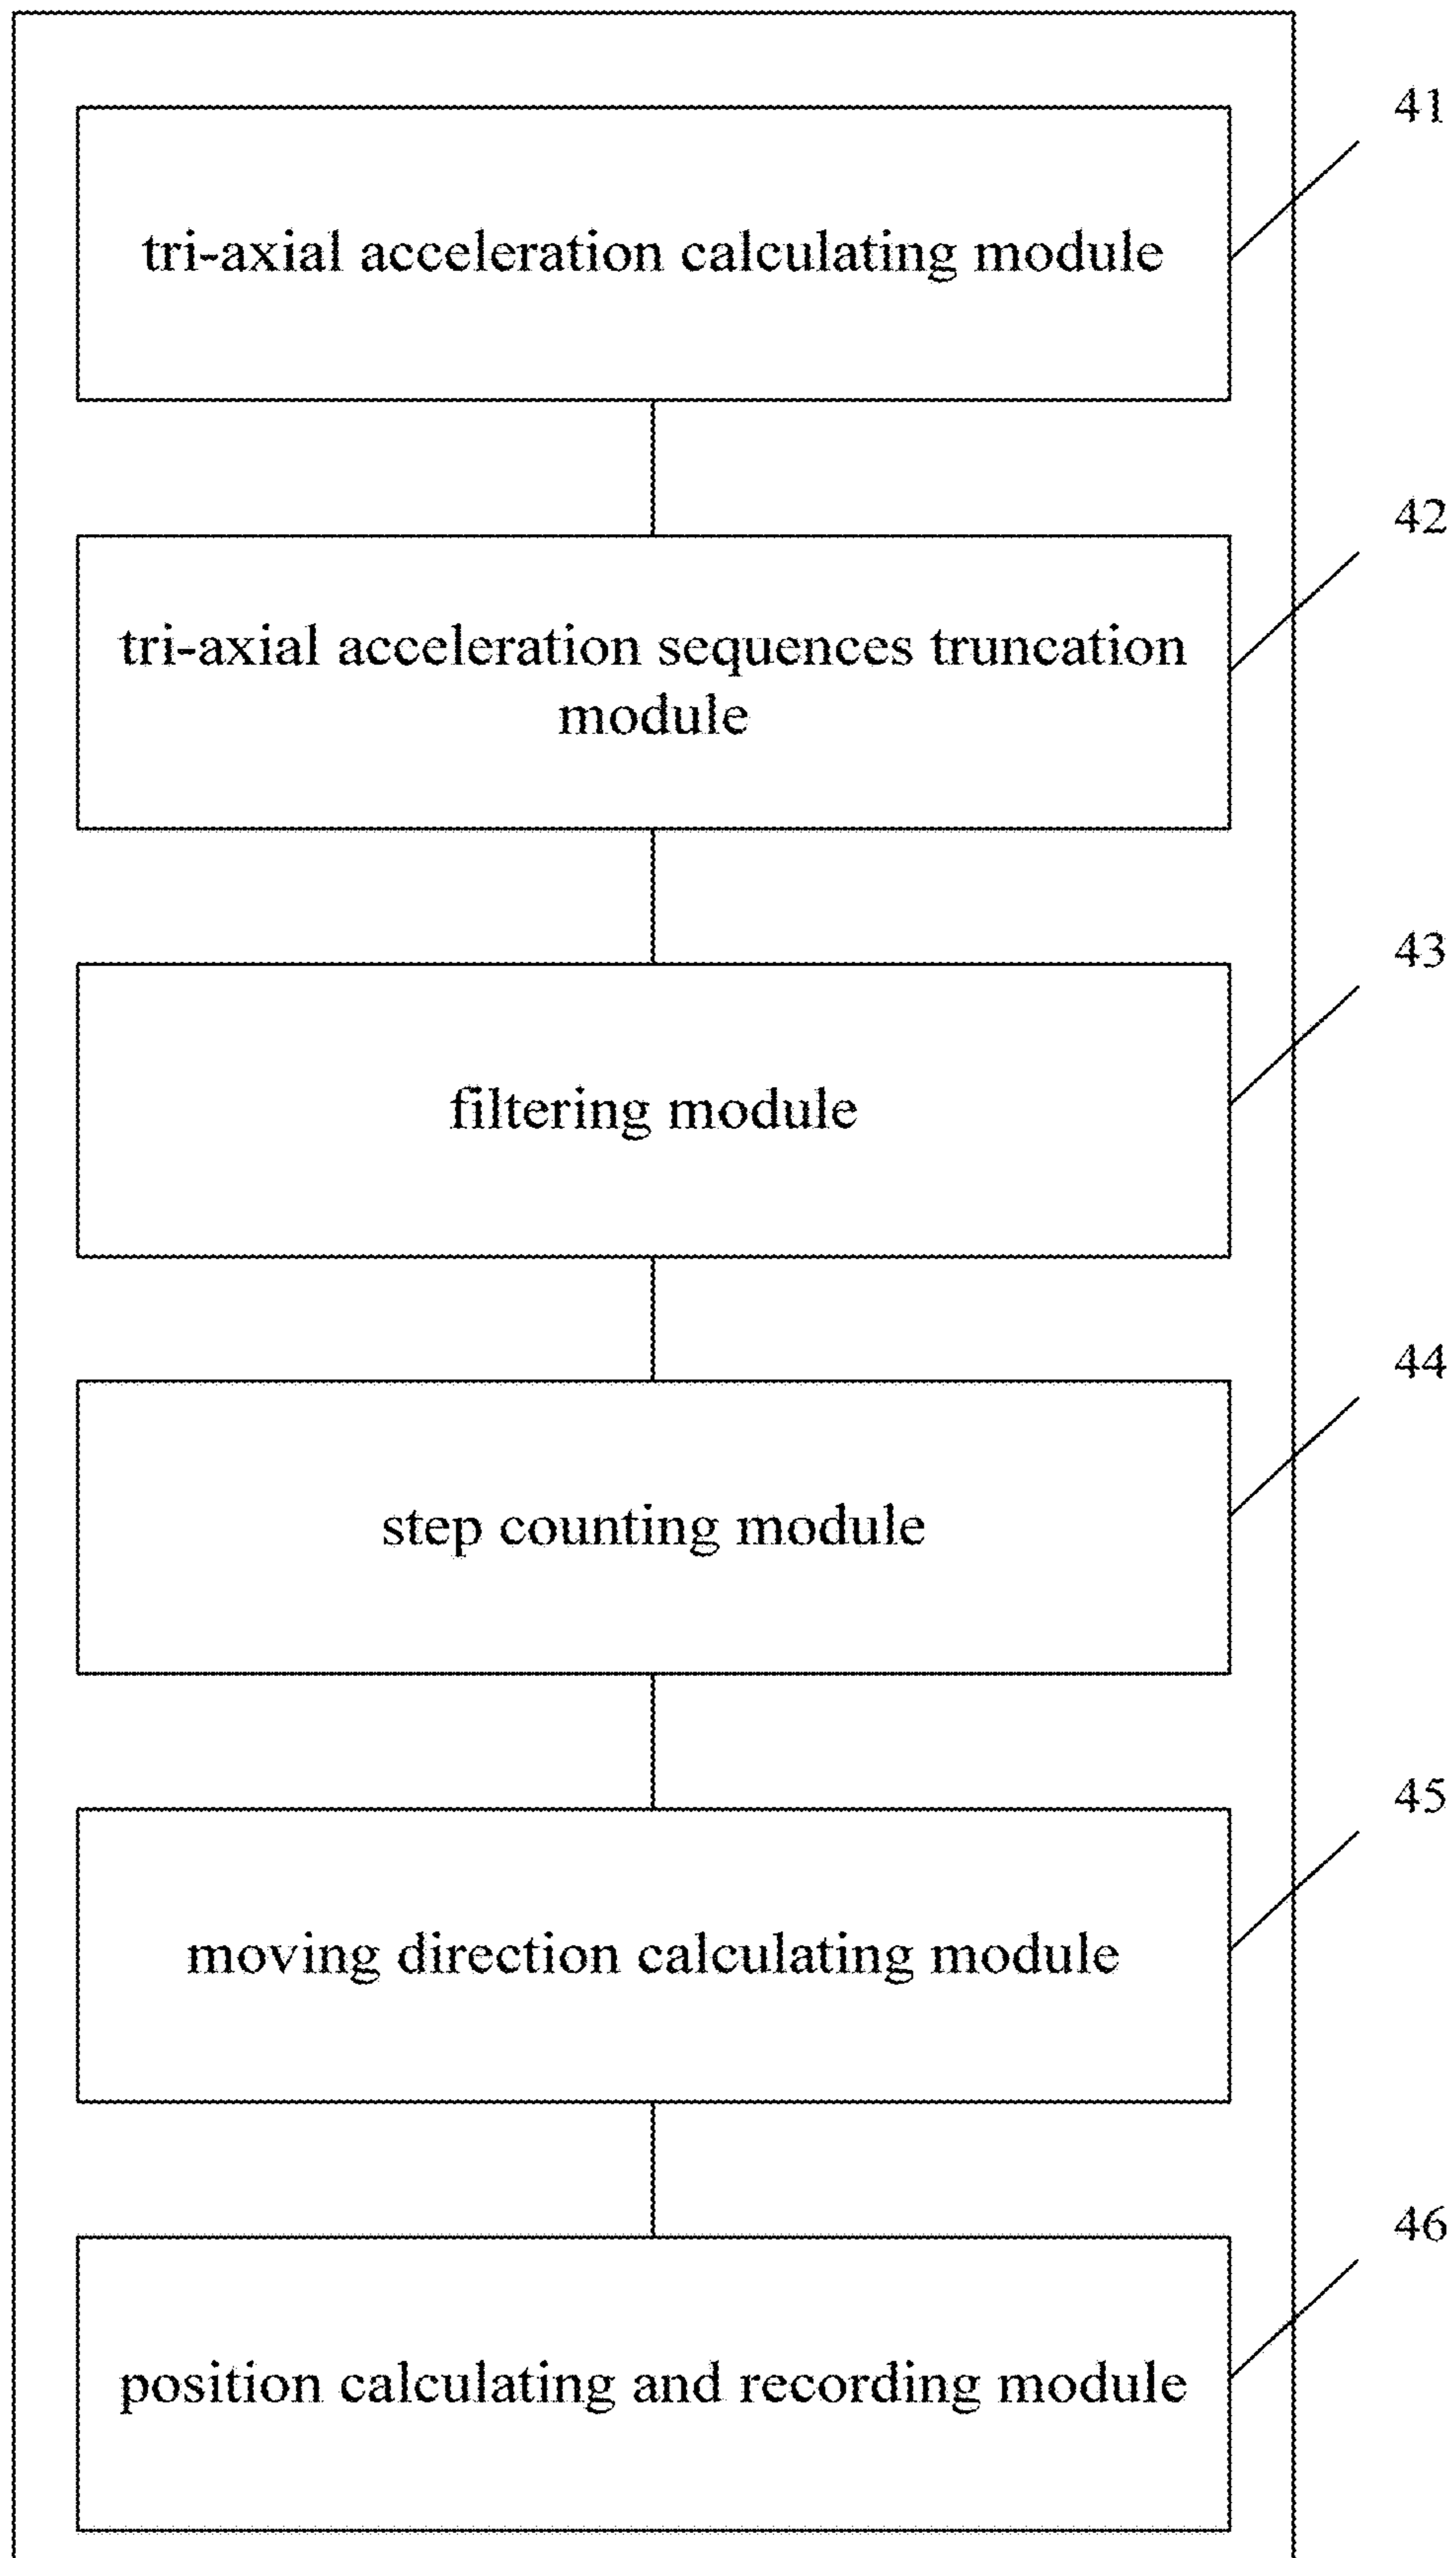 41
tri-axial acceleration calculating module
42
tri-axial acceleration sequences truncation
module
43
filtering module
44
step counting module
45
moving direction calculating module
46
position calculating and recording module